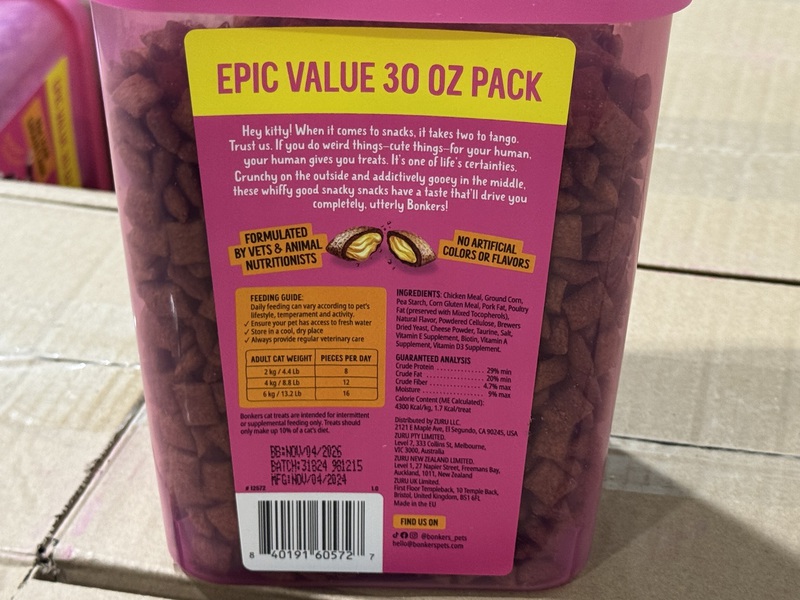 EPIC VALUE 30 OZ PACK
Hey kitty! When it comes to snacks, it takes two to tango.
Trust us. If you do weird things-cute things-for your human,
your human gives you treats. It's one of life's certainties.
Crunchy on the outside and addictively gooey in the middle,
these whiffy good snacky snacks have a taste that'll drive you
completely, utterly Bonkers!
FORMULATED
BY VETS & ANIMAL
NUTRITIONISTS
NO ARTIFICIAL
COLORS OR FLAVORS
FEEDING GUIDE:
Daily feeding can vary according to pet's
lifestyle, temperament and activity.
✓ Ensure your pet has access to fresh water
✓ Store in a cool, dry place
✓ Always provide regular veterinary care
ADULT CAT WEIGHT PIECES PER DAY
2 kg / 4.4 Lb 8
4 kg / 8.8 Lb 12
6 kg / 13.2 Lb 16
Bonkers cat treats are intended for intermittent
or supplemental feeding only. Treats should
only make up 10% of a cat's diet.
BB:NOV/04/2026
BATCH:31824 981215
MFG:NOV/04/2024
# 12622 1.0
8 40191 60572 7
INGREDIENTS: Chicken Meal, Ground Corn,
Pea Starch, Corn Gluten Meal, Pork Fat, Poultry
Fat (preserved with Mixed Tocopherols),
Natural Flavor, Powdered Cellulose, Brewers
Dried Yeast, Cheese Powder, Taurine, Salt,
Vitamin E Supplement, Biotin, Vitamin A
Supplement, Vitamin D3 Supplement.
GUARANTEED ANALYSIS
Crude Protein ............ 29% min
Crude Fat ............ 20% min
Crude Fiber ............ 4.7% max
Moisture ............ 9% max
Calorie Content (ME Calculated):
4300 Kcal/kg, 1.7 Kcal/treat
Distributed by ZURU LLC.
2121 E Maple Ave, El Segundo, CA 90245, USA
ZURU PTY LIMITED.
Level 7, 333 Collins St, Melbourne,
VIC 3000, Australia
ZURU NEW ZEALAND LIMITED.
Level 1, 27 Napier Street, Freemans Bay,
Auckland, 1011, New Zealand
ZURU UK Limited.
First Floor Templeback, 10 Temple Back,
Bristol, United Kingdom, BS1 6FL
Made in the EU
FIND US ON
@bonkers_pets
hello@bonkerspets.com